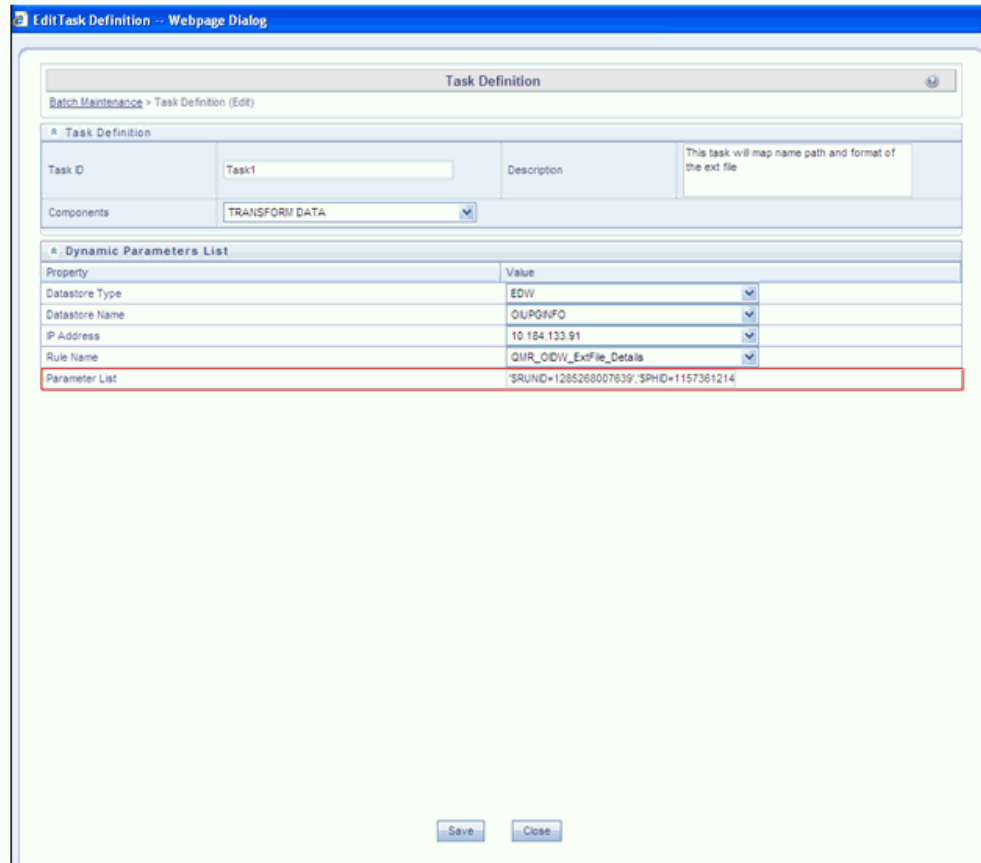 EditTask Definition -- Webpage Dialog
Task Definition
Batch Maintenance > Task Definition (Edit)
Task Definition
Task ID Task1 Description This task will map name path and format of
the ext file
Components TRANSFORM DATA
Dynamic Parameters List
Property Value
Datastore Type EDW
Datastore Name OIUPGINFO
IP Address 10.184.133.91
Rule Name QMR_OIDW_ExtFile_Details
Parameter List '$RUNID=1285268007639','$PHID=1157361214
Save Close